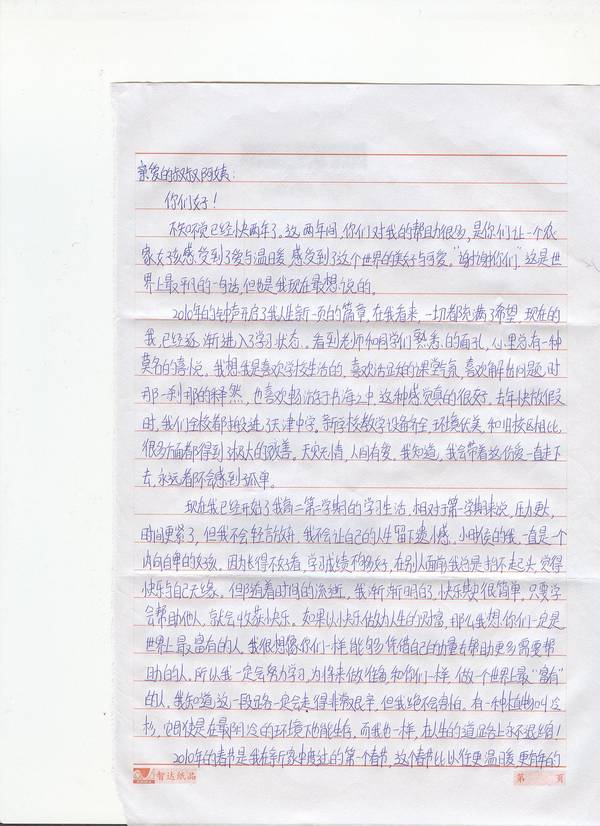 亲爱的叔叔阿姨:
你们好!
不知不觉已经快两年了。这两年间,你们对我的帮助很多,是你们让一个农
家女孩感受到了爱与温暖,感受到了这个世界的美好与可爱。“谢谢你们”这是世
界上最平凡的一句话,但也是我现在最想说的。
2010年的钟声开启了我人生新一页的篇章,在我看来,一切都充满了希望。现在的
我,已经逐渐进入了学习状态。看到老师和同学们熟悉的面孔,心里总有一种
莫名的喜悦。我想我是喜欢学校生活的,喜欢活跃的课堂气氛,喜欢解出问题时
那一刹那的释然,也喜欢畅游于书海之中,这种感觉真的很好。去年快放假
时,我们全校都搬进了天津中学。新学校教学设备齐全,环境优美,和旧校区相比,
很多方面都得到了极大的改善。天灾无情,人间有爱,我知道,我会带着这份爱一直走下
去,永远都不会感到孤单。
现在我已经开始了我高二第二学期的学习生活,相对于第一学期来说,压力更大,
时间更紧了,但我不会轻言放弃,我不会让自己的人生留下遗憾。小时候的我,一直是一个
内向自卑的女孩。因为长得不好看,学习成绩不够好,在别人面前我总是抬不起头,觉得
快乐与自己无缘。但随着时间的流逝,我渐渐明白了,快乐其实很简单,只要学
会帮助他人,就会收获快乐。如果以快乐做为人生的财富,那么我想,你们一定是
世界上最富有的人,我很想像你们一样能够凭借自己的力量去帮助更多需要帮
助的人。所以我一定会努力学习,为将来做准备,和你们一样,做一个世界上最“富有”
的人,我知道,这一段路一定会走得非常艰辛,但我绝不会害怕。有一种植物叫冷
杉,它即使是在最阴冷的环境下也能生存,而我也一样,在人生的道路上永不退缩!
2010年的春节是我在新家中度过的第一个春节,这个春节比以往更温暖,更有年的
智达纸品
第 页